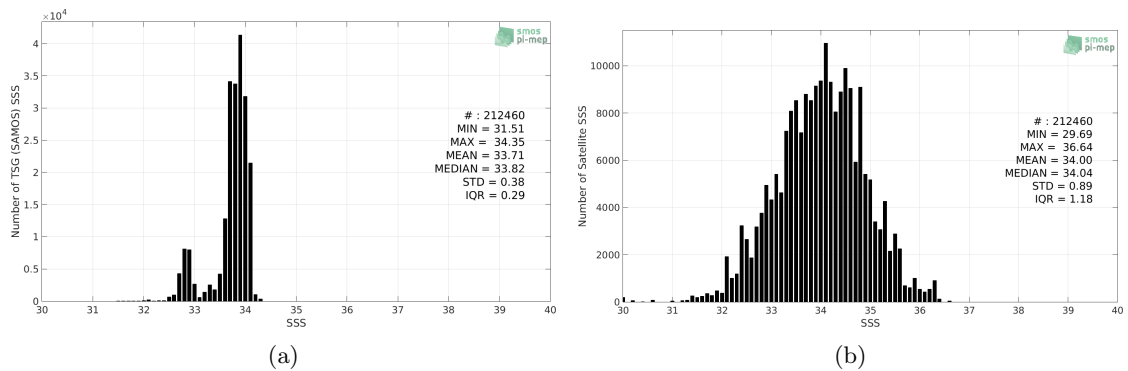 ×10⁴
smos
pi-mep
4
3.5
3
2.5
2
1.5
1
0.5
0
Number of TSG (SAMOS) SSS
# : 212460
MIN = 31.51
MAX = 34.35
MEAN = 33.71
MEDIAN = 33.82
STD = 0.38
IQR = 0.29
30 31 32 33 34 35 36 37 38 39 40
SSS
(a)
smos
pi-mep
10000
8000
6000
4000
2000
0
Number of Satellite SSS
# : 212460
MIN = 29.69
MAX = 36.64
MEAN = 34.00
MEDIAN = 34.04
STD = 0.89
IQR = 1.18
30 31 32 33 34 35 36 37 38 39 40
SSS
(b)